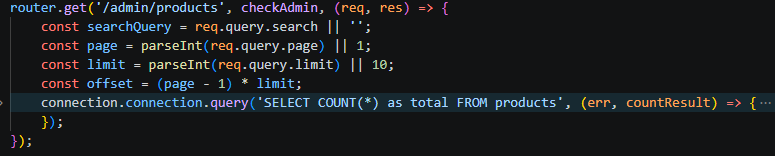 router.get('/admin/products', checkAdmin, (req, res) => {
    const searchQuery = req.query.search || '';
    const page = parseInt(req.query.page) || 1;
    const limit = parseInt(req.query.limit) || 10;
    const offset = (page - 1) * limit;
    connection.connection.query('SELECT COUNT(*) as total FROM products', (err, countResult) => {···
    });
});